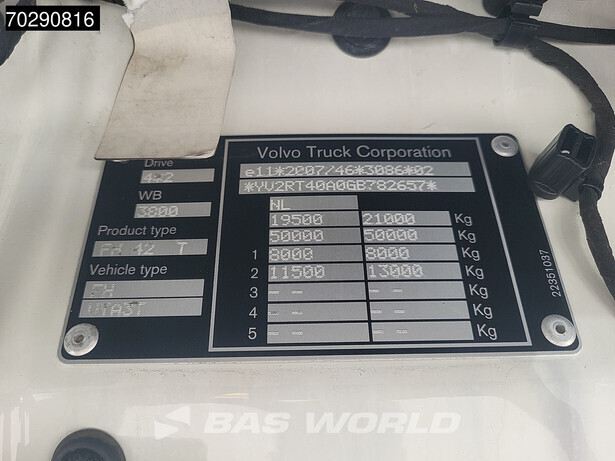 70290816
Volvo Truck Corporation
e11*2007/46*3086*02
*YV2RT40A0GB782657*
Drive
4x2
WB
3800
Product type
FH 42 T
Vehicle type
FH
NL
19500 21000 Kg
50000 50000 Kg
1 8000 8000 Kg
2 11500 13000 Kg
3 -- -- Kg
4 -- -- Kg
5 -- -- Kg
22351037
BAS WORLD